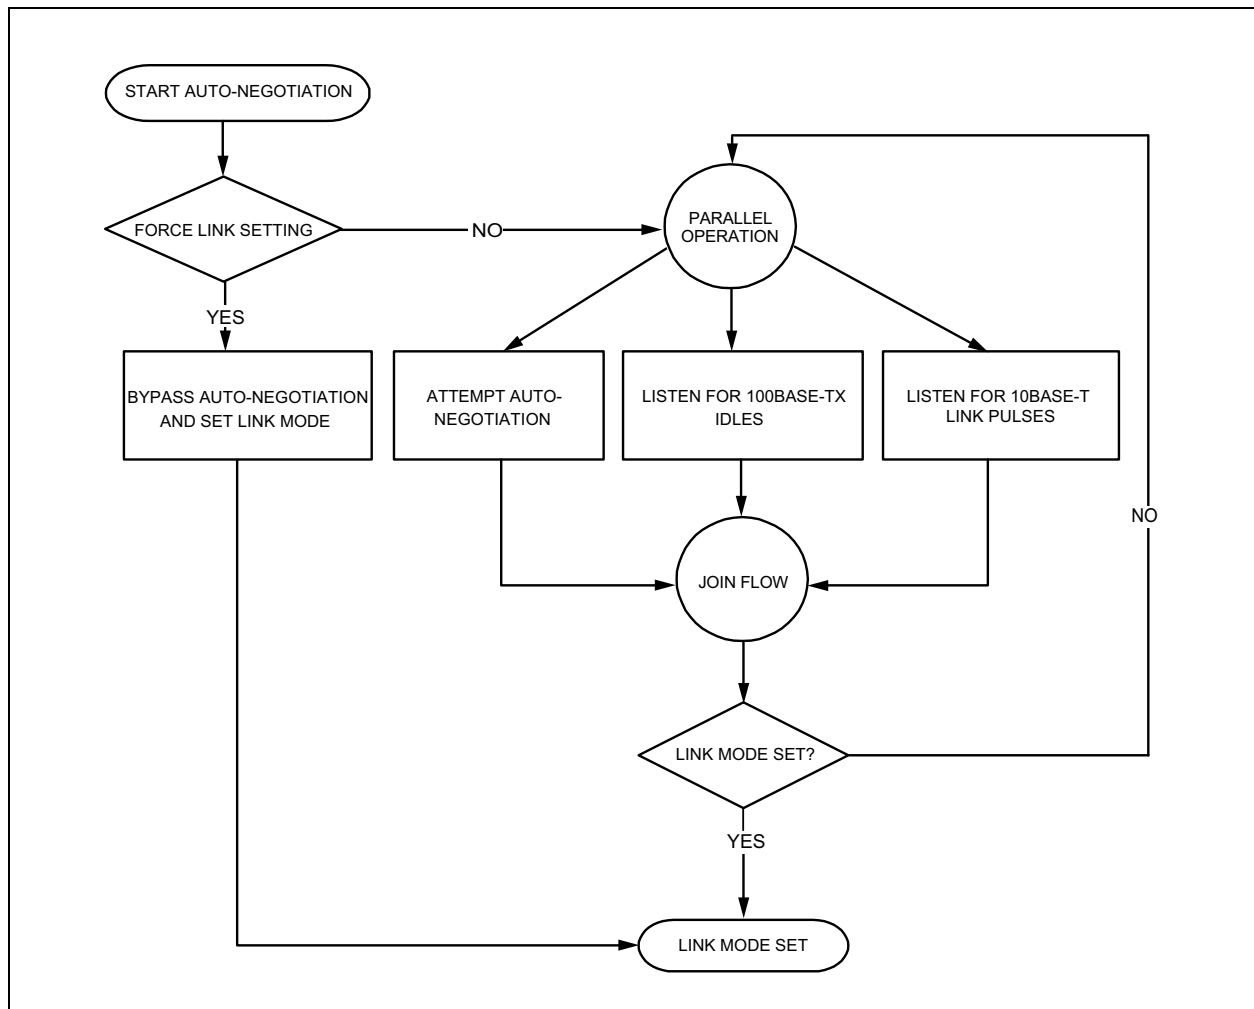 START AUTO-NEGOTIATION
FORCE LINK SETTING
NO
PARALLEL
OPERATION
YES
BYPASS AUTO-NEGOTIATION
AND SET LINK MODE
ATTEMPT AUTO-
NEGOTIATION
LISTEN FOR 100BASE-TX
IDLES
LISTEN FOR 10BASE-T
LINK PULSES
NO
JOIN FLOW
LINK MODE SET?
YES
LINK MODE SET